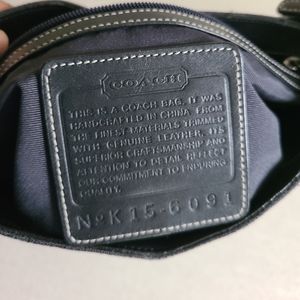 COACH
THIS IS A COACH BAG. IT WAS
HANDCRAFTED IN CHINA FROM
THE FINEST MATERIALS TRIMMED
WITH GENUINE LEATHER. ITS
SUPERIOR CRAFTSMANSHIP AND
ATTENTION TO DETAIL REFLECT
OUR COMMITMENT TO ENDURING
QUALITY.
No K15-6091